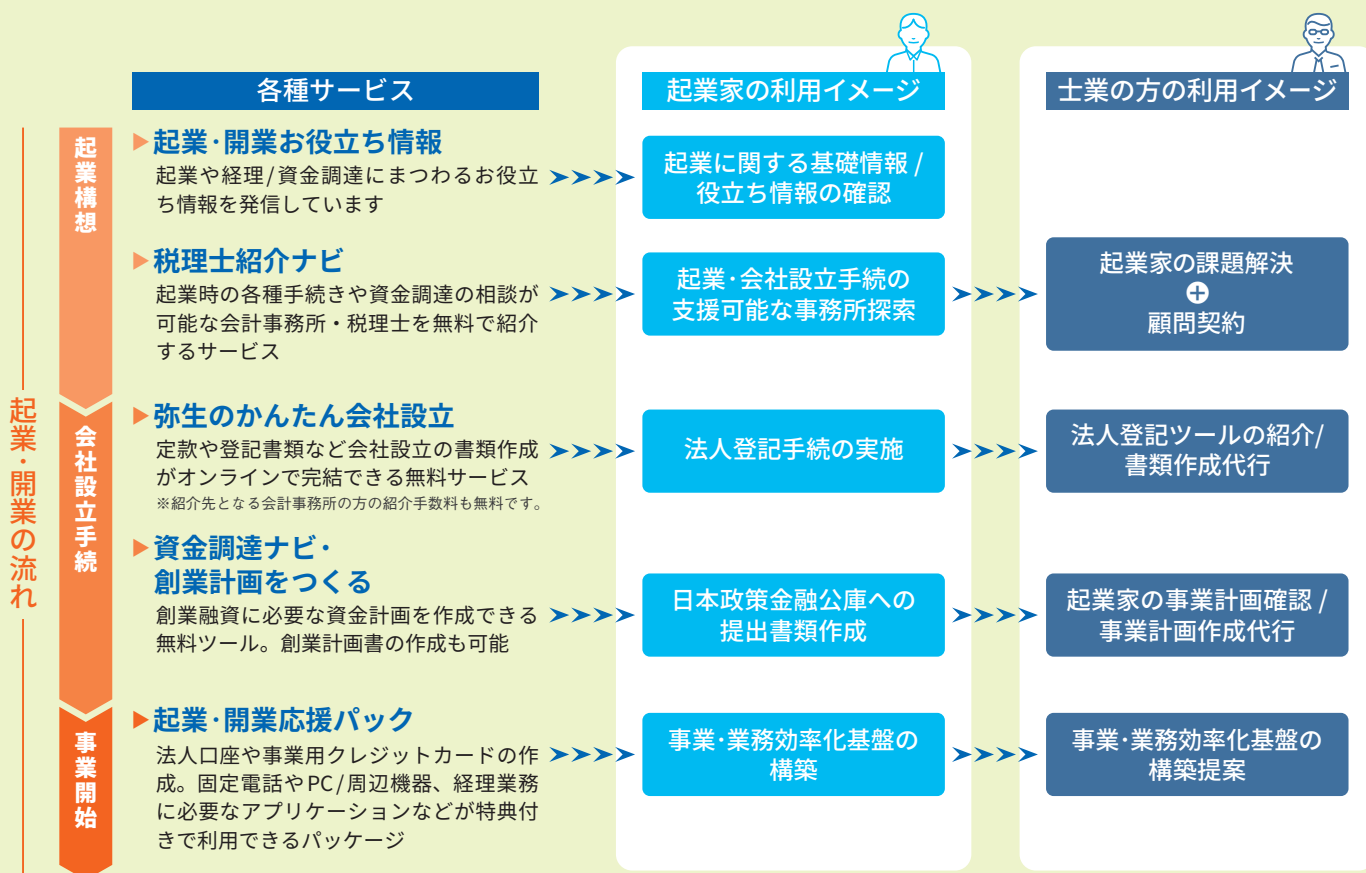 各種サービス
起業家の利用イメージ
士業の方の利用イメージ
起業・開業の流れ
起業構想
▶起業・開業お役立ち情報
起業や経理/資金調達にまつわるお役立
ち情報を発信しています
起業に関する基礎情報 /
役立ち情報の確認
▶税理士紹介ナビ
起業時の各種手続きや資金調達の相談が
可能な会計事務所・税理士を無料で紹介
するサービス
起業・会社設立手続の
支援可能な事務所探索
起業家の課題解決
+
顧問契約
会社設立手続
▶弥生のかんたん会社設立
定款や登記書類など会社設立の書類作成
がオンラインで完結できる無料サービス
※紹介先となる会計事務所の方の紹介手数料も無料です。
法人登記手続の実施
法人登記ツールの紹介/
書類作成代行
▶資金調達ナビ・
創業計画をつくる
創業融資に必要な資金計画を作成できる
無料ツール。創業計画書の作成も可能
日本政策金融公庫への
提出書類作成
起業家の事業計画確認 /
事業計画作成代行
事業開始
▶起業・開業応援パック
法人口座や事業用クレジットカードの作
成。固定電話やPC/周辺機器、経理業務
に必要なアプリケーションなどが特典付
きで利用できるパッケージ
事業・業務効率化基盤の
構築
事業・業務効率化基盤の
構築提案